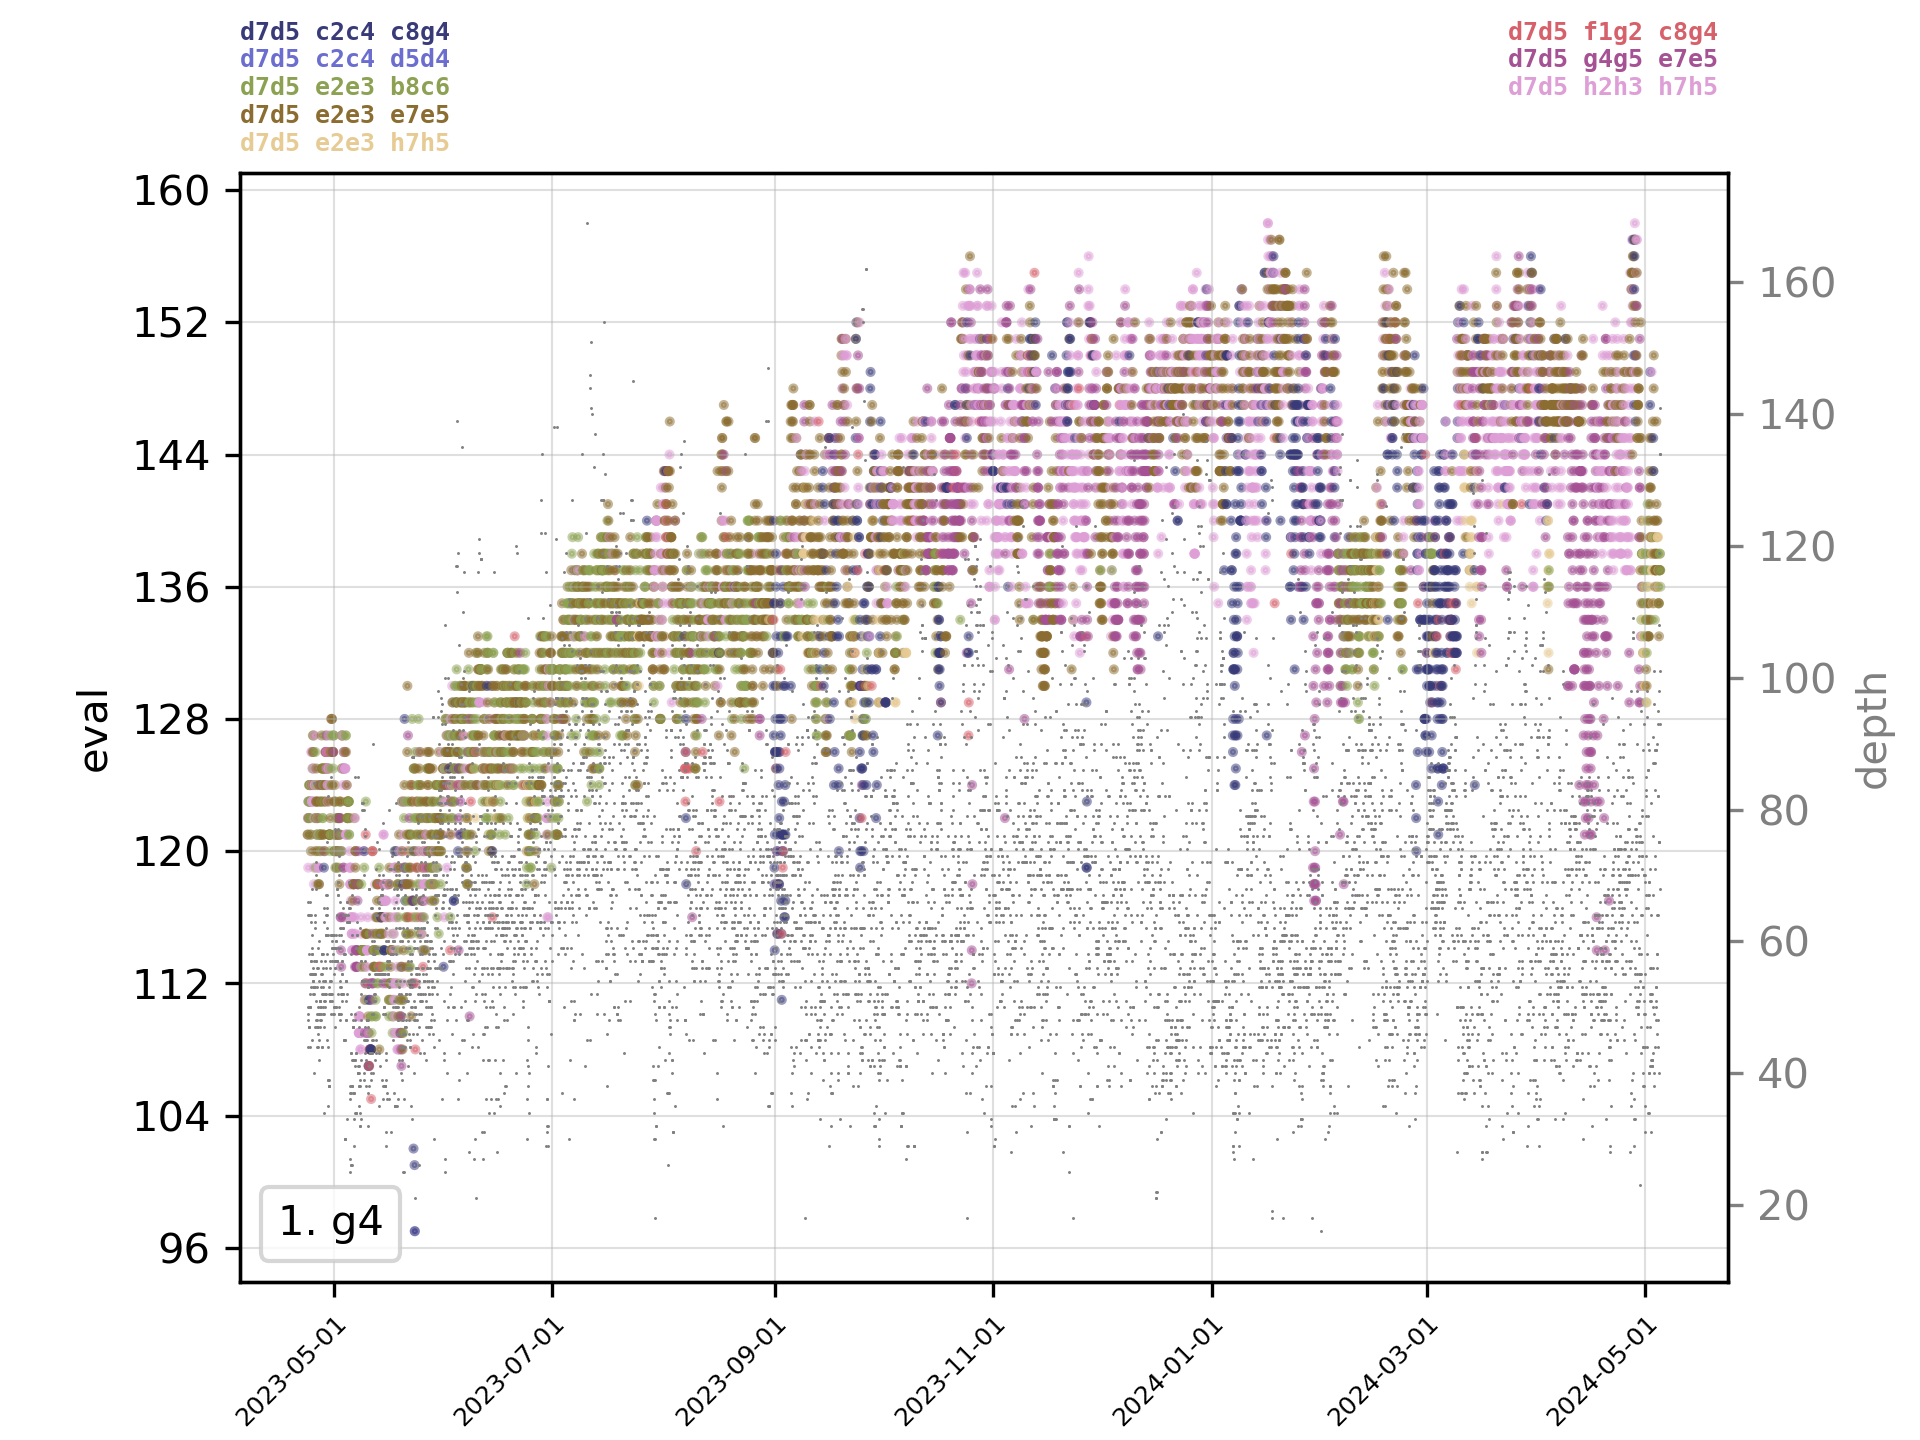 d7d5 c2c4 c8g4
d7d5 c2c4 d5d4
d7d5 e2e3 b8c6
d7d5 e2e3 e7e5
d7d5 e2e3 h7h5
d7d5 f1g2 c8g4
d7d5 g4g5 e7e5
d7d5 h2h3 h7h5
160
152
144
136
128
120
112
104
96
eval
160
140
120
100
80
60
40
20
depth
1. g4
2023-05-01
2023-07-01
2023-09-01
2023-11-01
2024-01-01
2024-03-01
2024-05-01